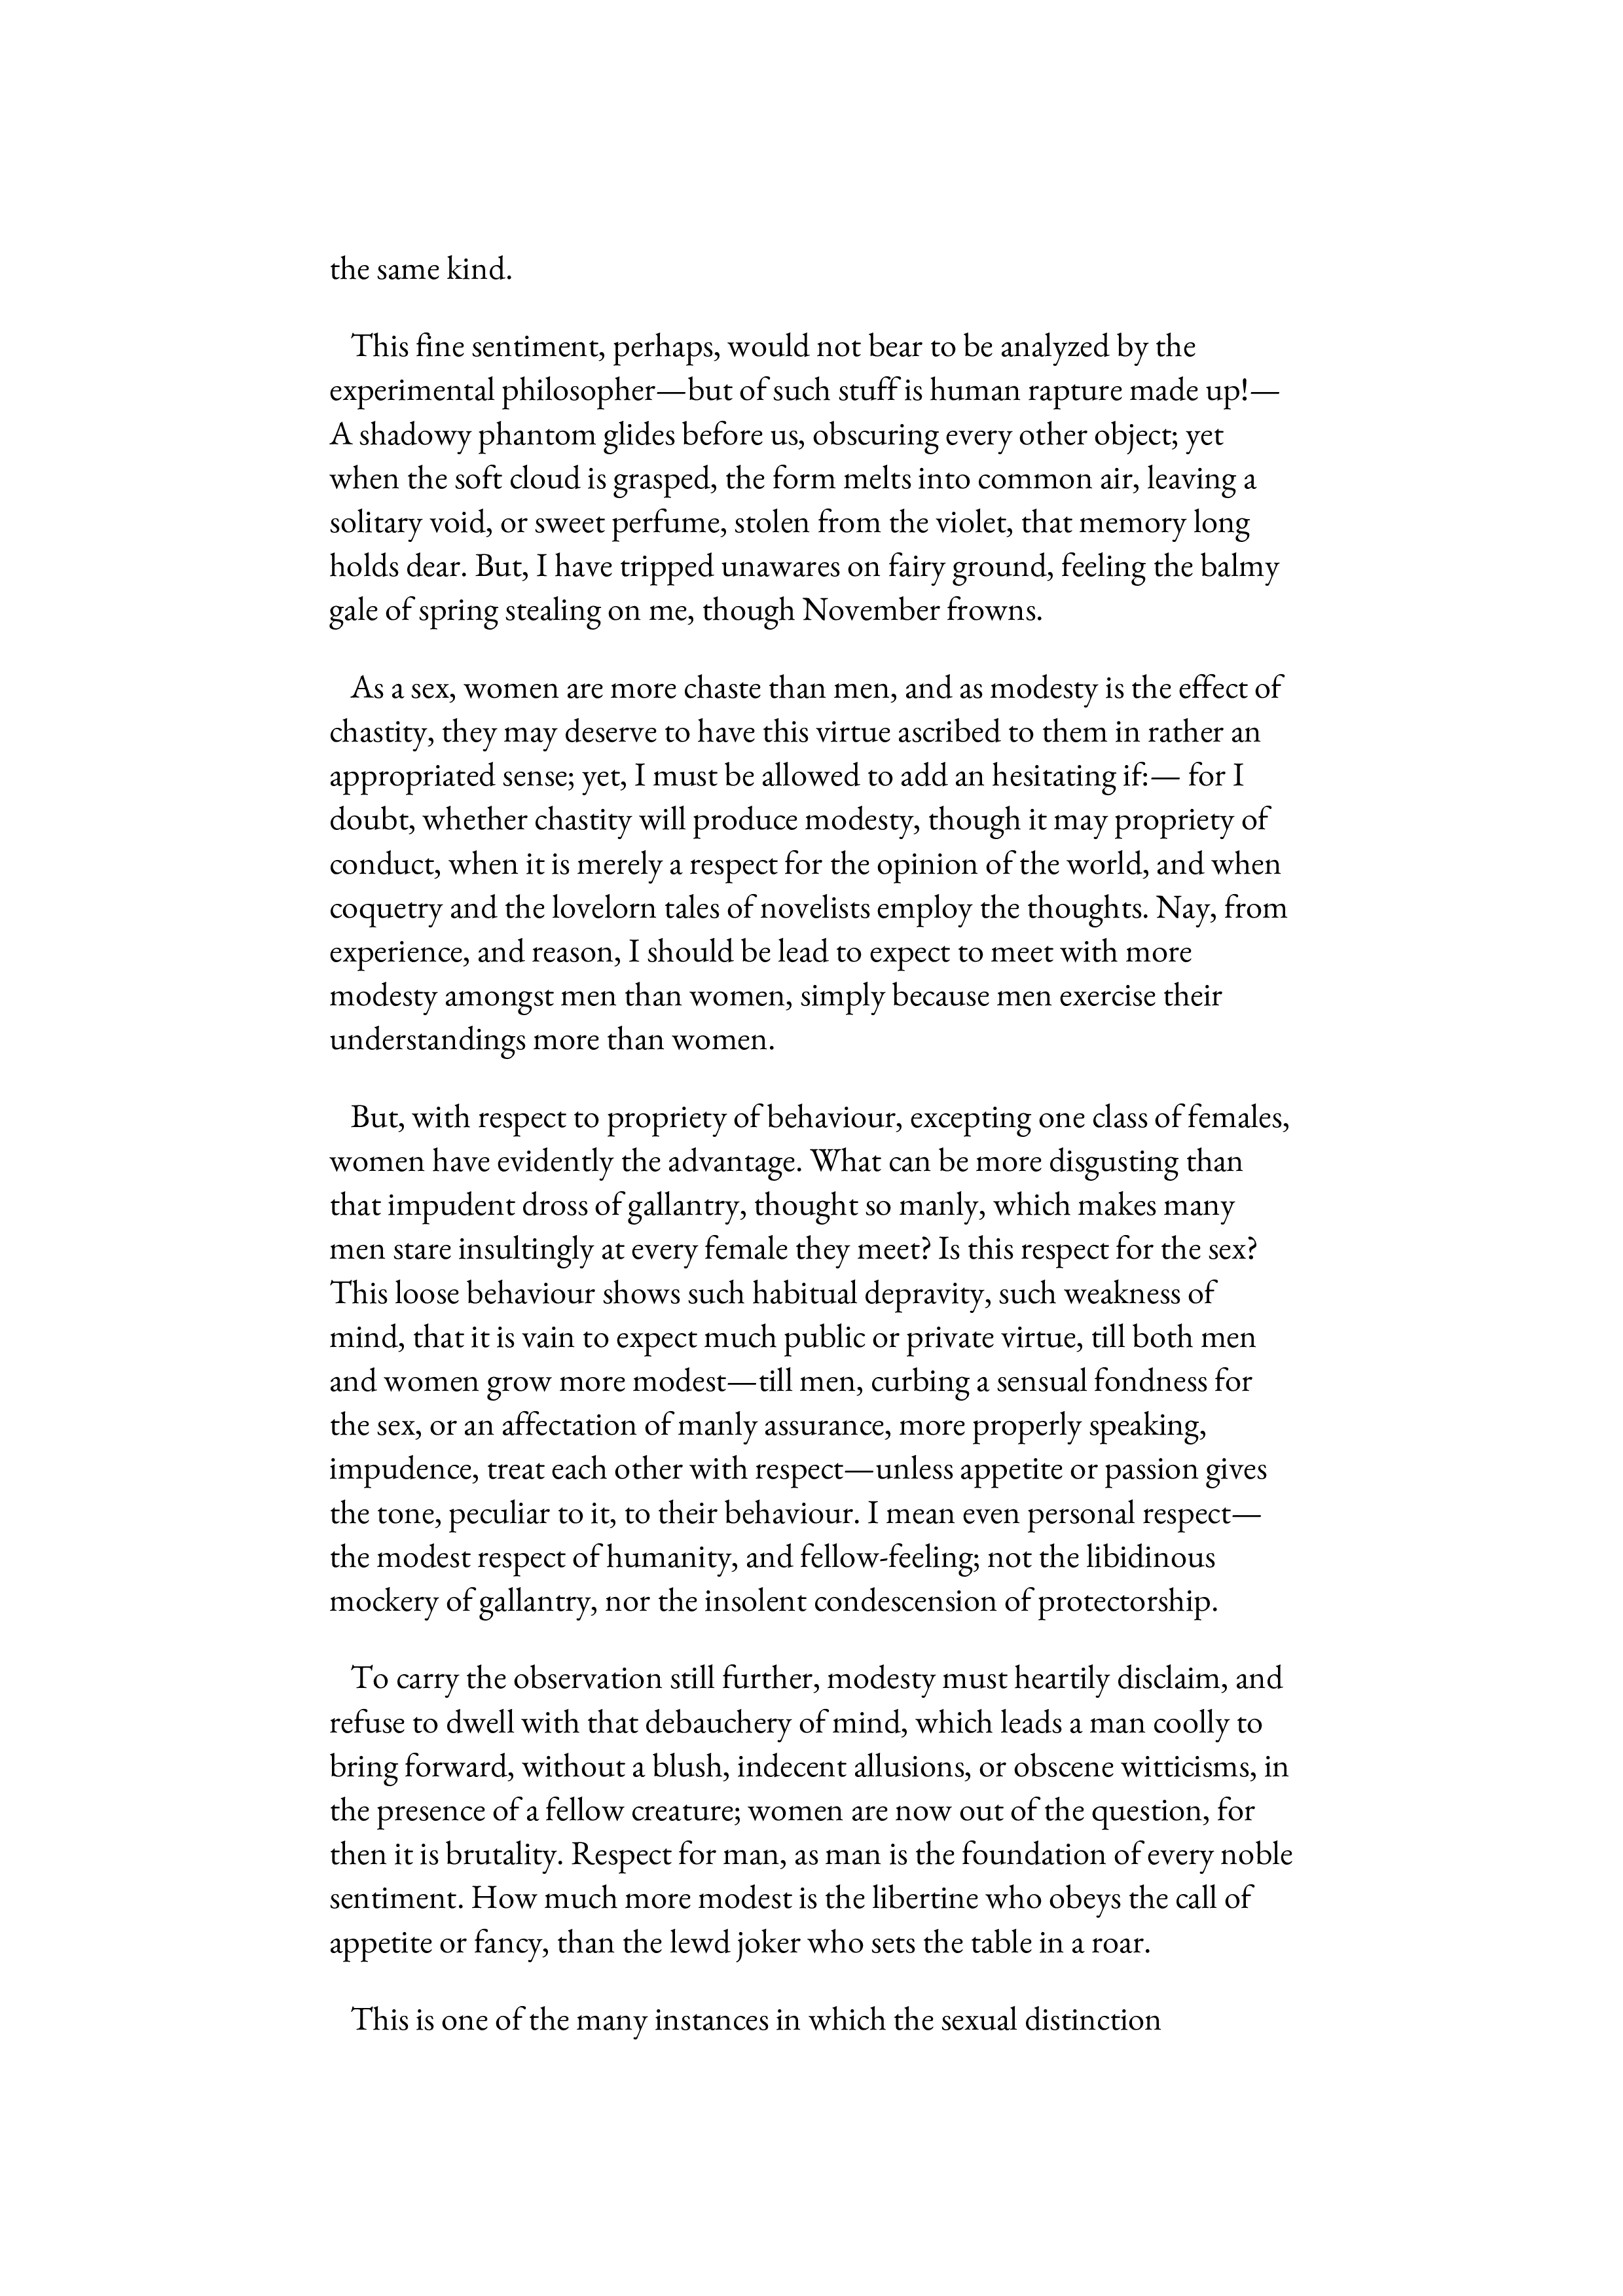 the same kind.
This fine sentiment, perhaps, would not bear to be analyzed by the
experimental philosopher—but of such stuff is human rapture made up!—
A shadowy phantom glides before us, obscuring every other object; yet
when the soft cloud is grasped, the form melts into common air, leaving a
solitary void, or sweet perfume, stolen from the violet, that memory long
holds dear. But, I have tripped unawares on fairy ground, feeling the balmy
gale of spring stealing on me, though November frowns.
As a sex, women are more chaste than men, and as modesty is the effect of
chastity, they may deserve to have this virtue ascribed to them in rather an
appropriated sense; yet, I must be allowed to add an hesitating if:— for I
doubt, whether chastity will produce modesty, though it may propriety of
conduct, when it is merely a respect for the opinion of the world, and when
coquetry and the lovelorn tales of novelists employ the thoughts. Nay, from
experience, and reason, I should be lead to expect to meet with more
modesty amongst men than women, simply because men exercise their
understandings more than women.
But, with respect to propriety of behaviour, excepting one class of females,
women have evidently the advantage. What can be more disgusting than
that impudent dross of gallantry, thought so manly, which makes many
men stare insultingly at every female they meet? Is this respect for the sex?
This loose behaviour shows such habitual depravity, such weakness of
mind, that it is vain to expect much public or private virtue, till both men
and women grow more modest—till men, curbing a sensual fondness for
the sex, or an affectation of manly assurance, more properly speaking,
impudence, treat each other with respect—unless appetite or passion gives
the tone, peculiar to it, to their behaviour. I mean even personal respect—
the modest respect of humanity, and fellow-feeling; not the libidinous
mockery of gallantry, nor the insolent condescension of protectorship.
To carry the observation still further, modesty must heartily disclaim, and
refuse to dwell with that debauchery of mind, which leads a man coolly to
bring forward, without a blush, indecent allusions, or obscene witticisms, in
the presence of a fellow creature; women are now out of the question, for
then it is brutality. Respect for man, as man is the foundation of every noble
sentiment. How much more modest is the libertine who obeys the call of
appetite or fancy, than the lewd joker who sets the table in a roar.
This is one of the many instances in which the sexual distinction